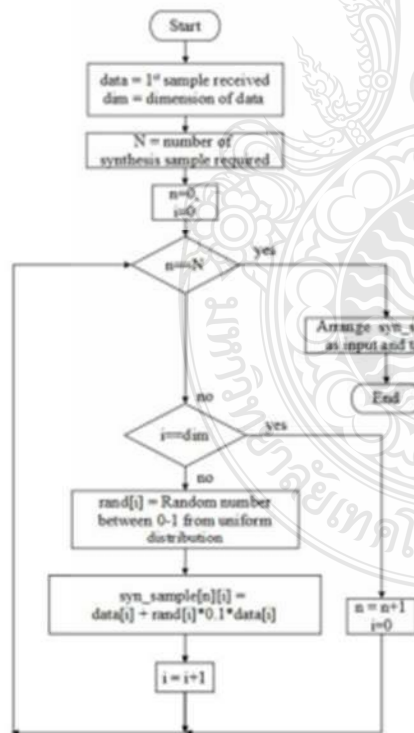 Start
data = 1st sample received
dim = dimension of data
N = number of
synthesis sample required
n=0,
i=0
n==N
yes
Arrange syn_s
as input and t
End
no
i==dim
yes
no
rand[i] = Random number
between 0-1 from uniform
distribution
syn_sample[n][i] =
data[i] + rand[i]*0.1*data[i]
n = n+1
i=0
i = i+1